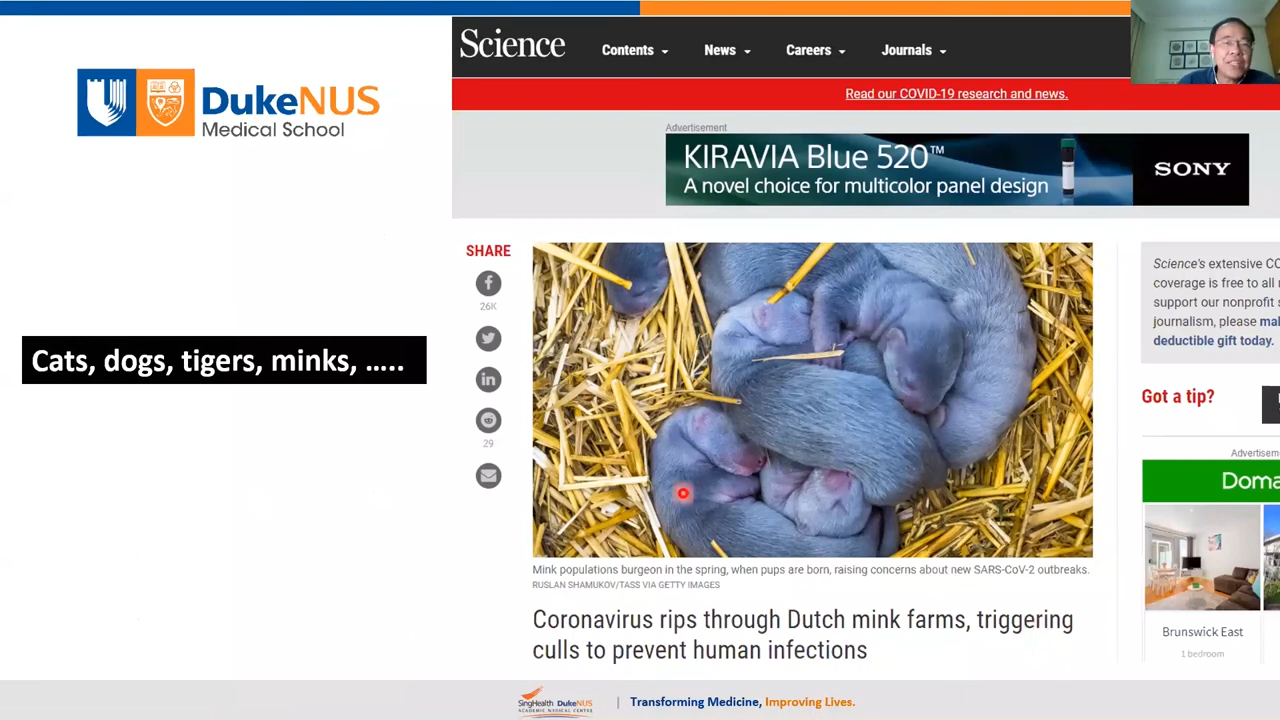 DukeNUS
Medical School
Cats, dogs, tigers, minks, …..
Science
Contents
News
Careers
Journals
Read our COVID-19 research and news.
Advertisement
KIRAVIA Blue 520™
A novel choice for multicolor panel design
SONY
SHARE
26K
29
Mink populations burgeon in the spring, when pups are born, raising concerns about new SARS-CoV-2 outbreaks.
RUSLAN SHAMUKOV/TASS VIA GETTY IMAGES
Coronavirus rips through Dutch mink farms, triggering
culls to prevent human infections
Science's extensive CO
coverage is free to all
support our nonprofit
journalism, please
deductible gift today.
Got a tip?
Advertisem
Doma
Brunswick East
1 bedroom
SingHealth DukeNUS
ACADEMIC MEDICAL CENTRE
Transforming Medicine, Improving Lives.